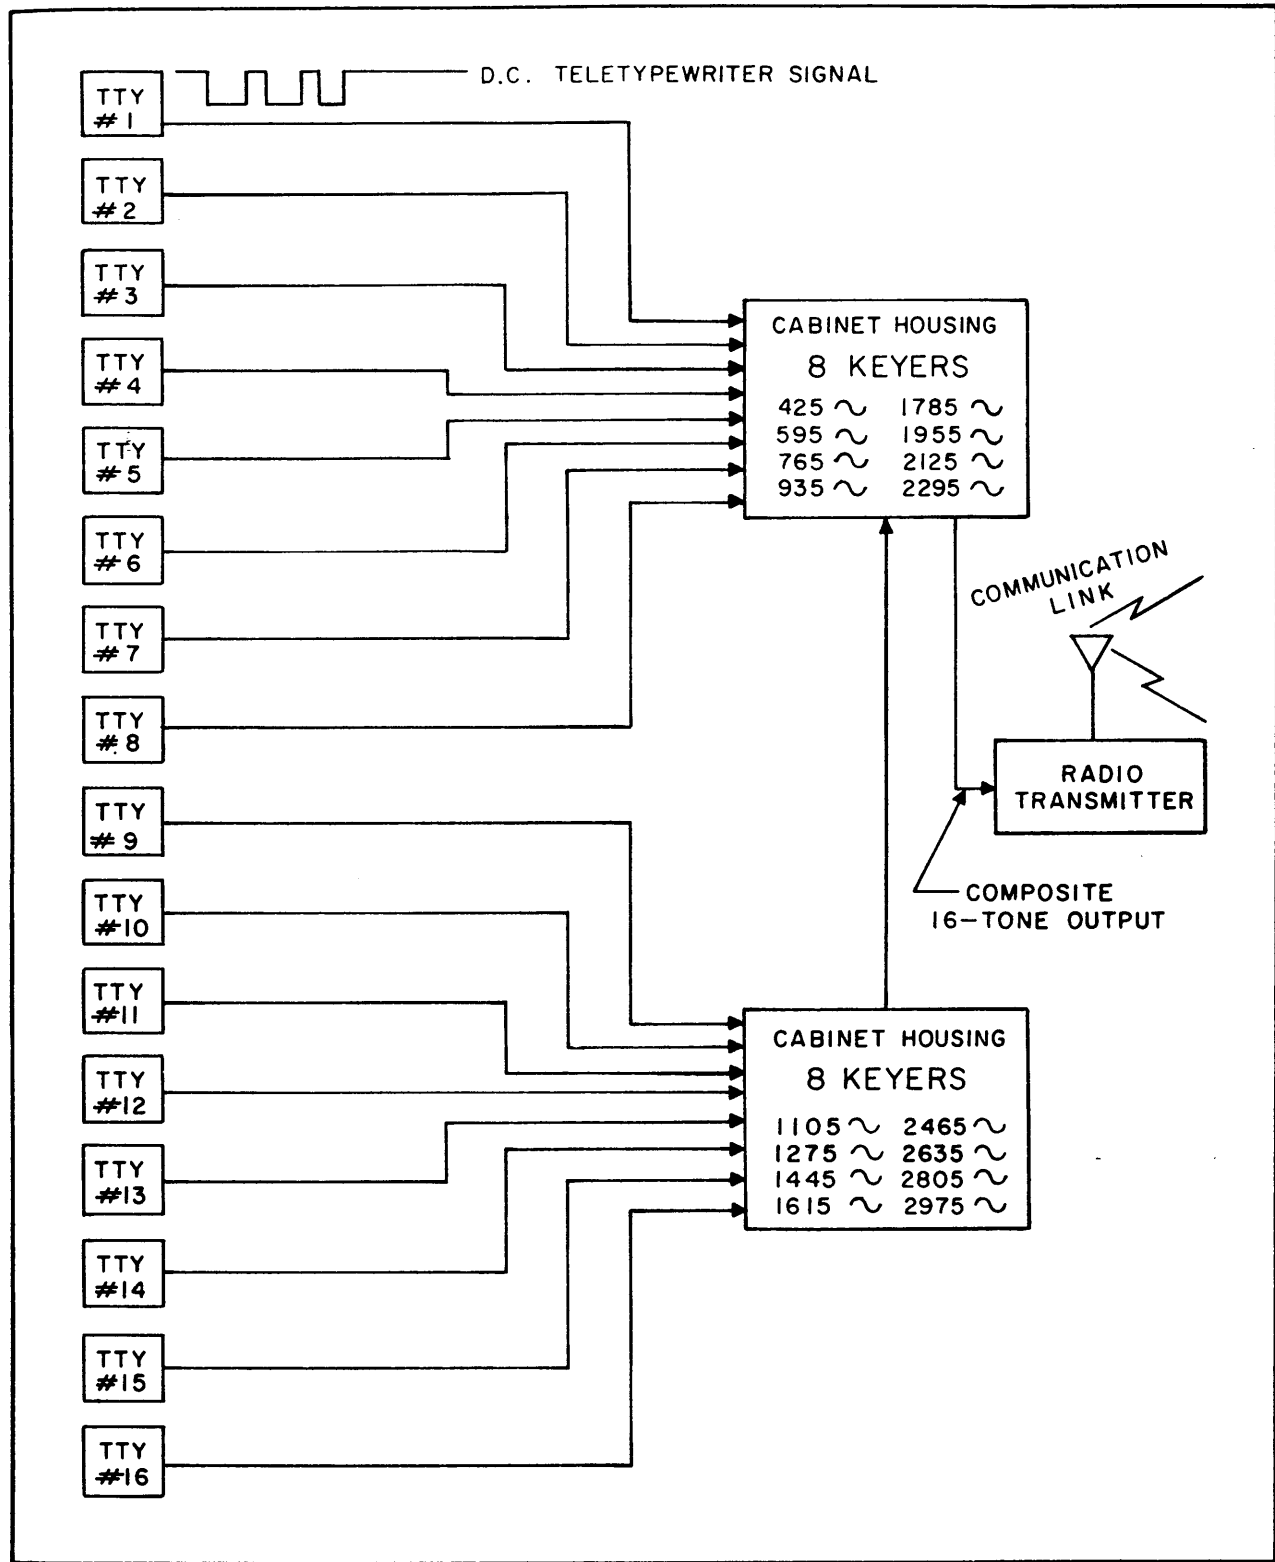 D.C. TELETYPEWRITER SIGNAL
TTY
#1
TTY
#2
TTY
#3
TTY
#4
TTY
#5
TTY
#6
TTY
#7
TTY
#8
TTY
#9
TTY
#10
TTY
#11
TTY
#12
TTY
#13
TTY
#14
TTY
#15
TTY
#16
CABINET HOUSING
8 KEYERS
425 ∿ 1785 ∿
595 ∿ 1955 ∿
765 ∿ 2125 ∿
935 ∿ 2295 ∿
COMMUNICATION
LINK
RADIO
TRANSMITTER
COMPOSITE
16-TONE OUTPUT
CABINET HOUSING
8 KEYERS
1105 ∿ 2465 ∿
1275 ∿ 2635 ∿
1445 ∿ 2805 ∿
1615 ∿ 2975 ∿